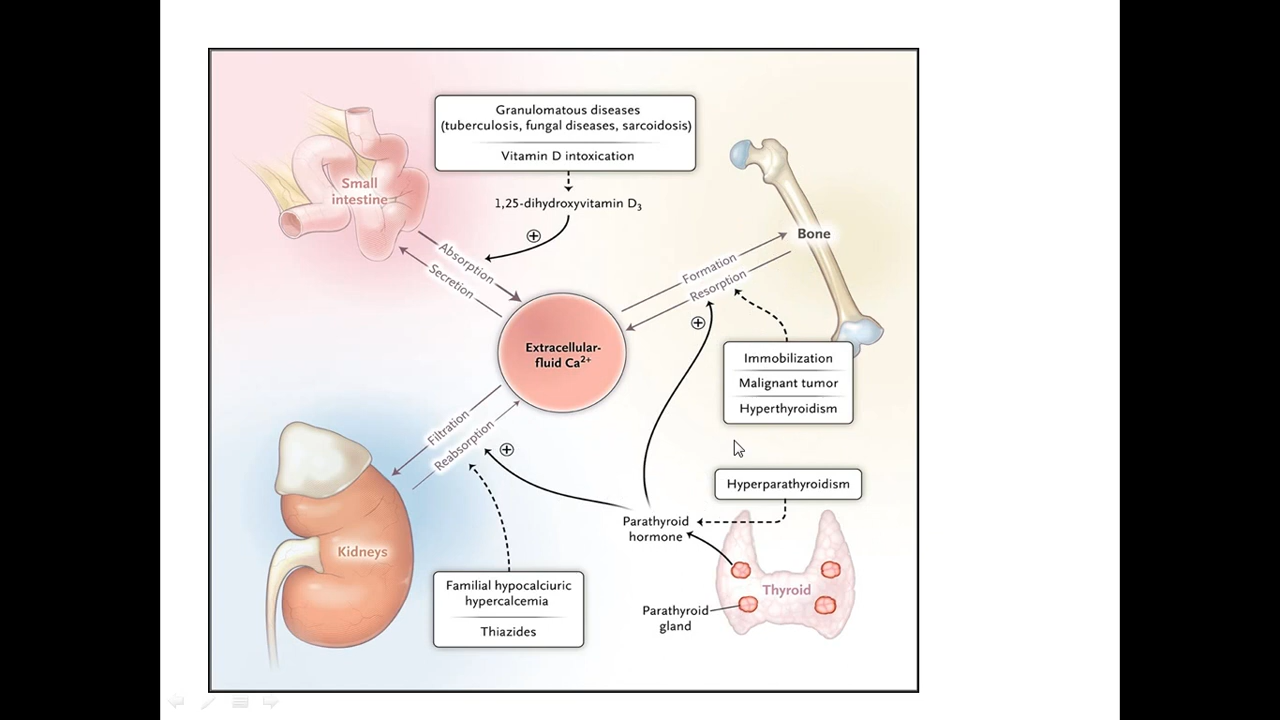 Granulomatous diseases
(tuberculosis, fungal diseases, sarcoidosis)
Vitamin D intoxication
1,25-dihydroxyvitamin D₃
Small
intestine
Absorption
Secretion
Bone
Formation
Resorption
Extracellular-
fluid Ca²⁺
Immobilization
Malignant tumor
Hyperthyroidism
Filtration
Reabsorption
Hyperparathyroidism
Parathyroid
hormone
Kidneys
Familial hypocalciuric
hypercalcemia
Thiazides
Thyroid
Parathyroid
gland